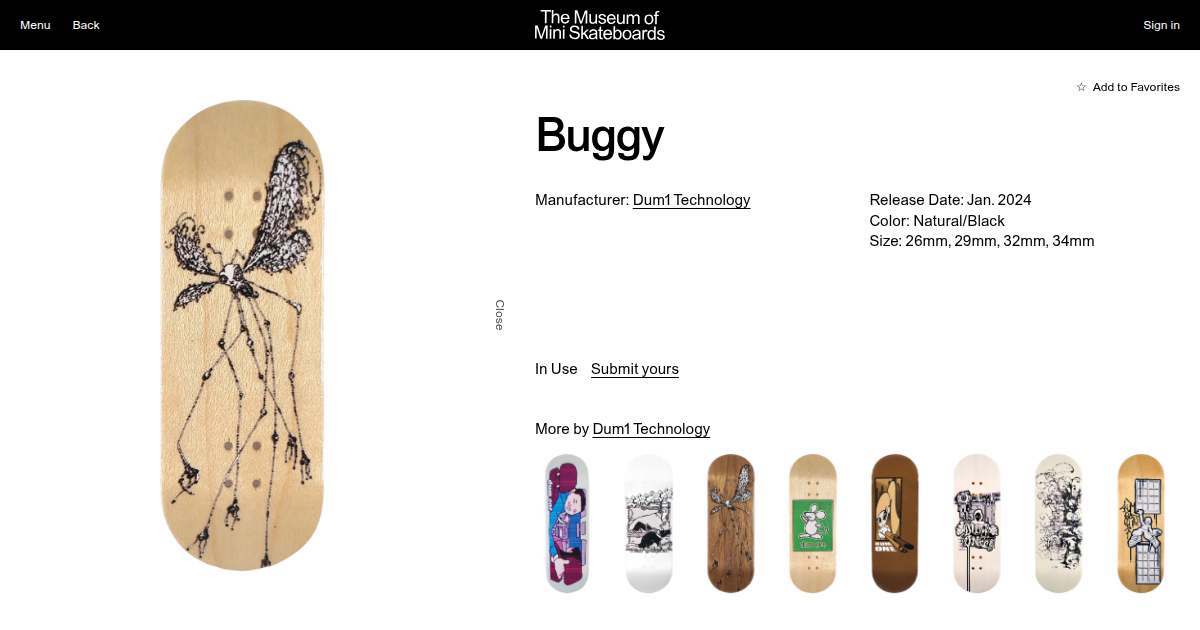 Menu
Back
The Museum of
Mini Skateboards
Sign in
☆ Add to Favorites
Buggy
Manufacturer: Dum1 Technology
Release Date: Jan. 2024
Color: Natural/Black
Size: 26mm, 29mm, 32mm, 34mm
Close
In Use
Submit yours
More by Dum1 Technology